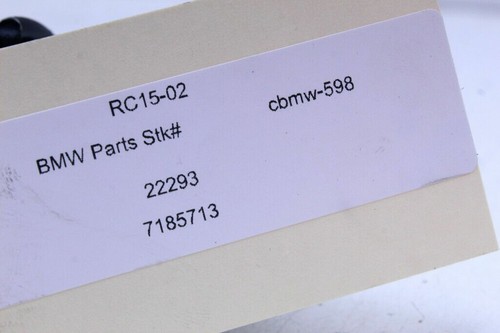 RC15-02 cbmw-598
BMW Parts Stk#
22293
7185713